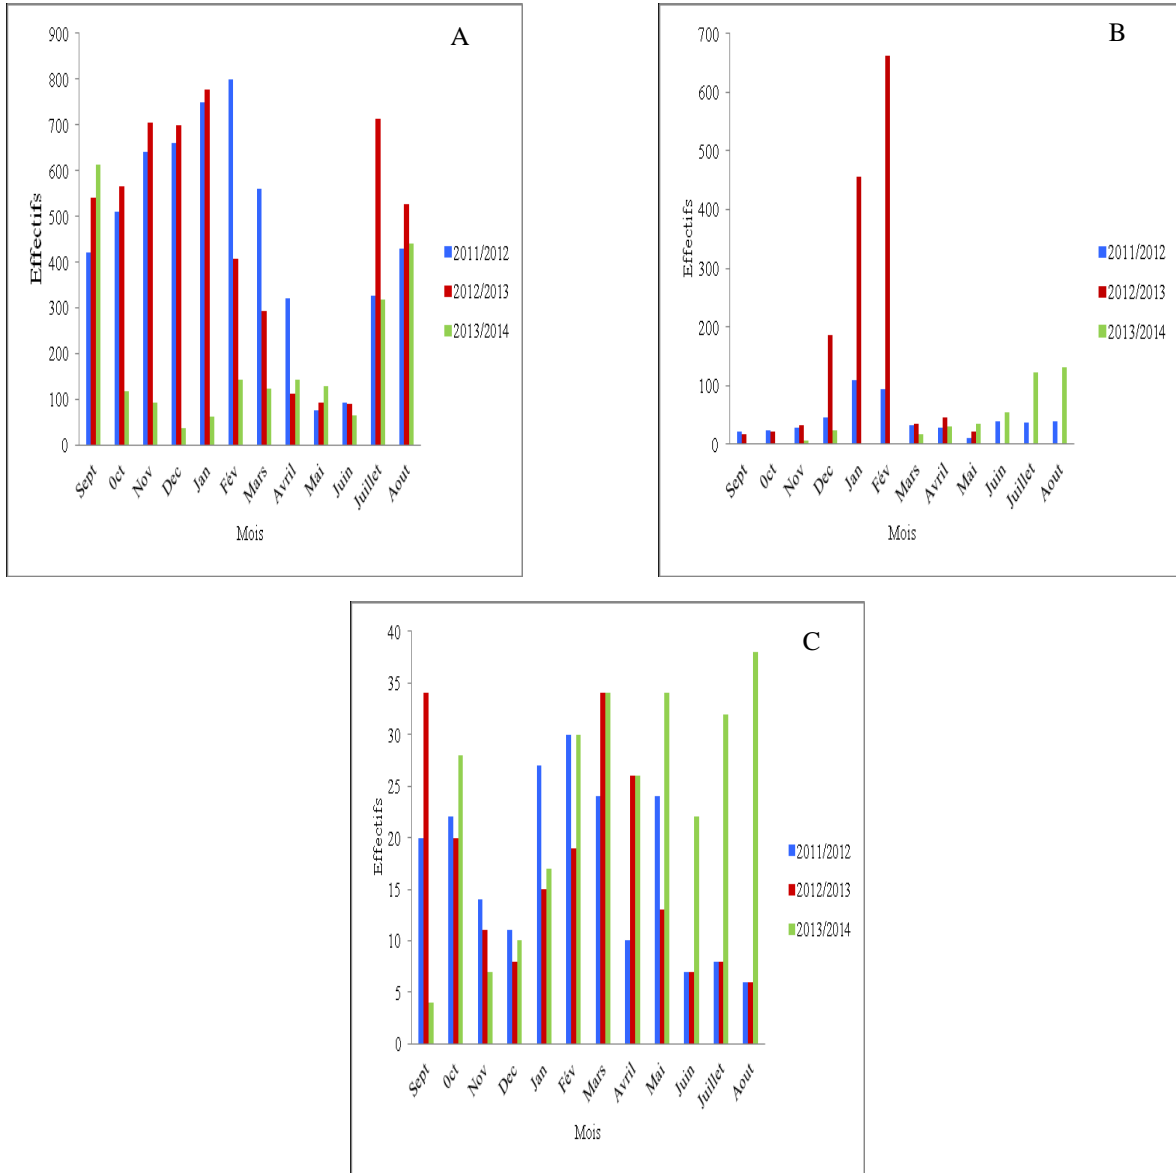 A
900
800
700
600
500
400
300
200
100
0
Effectifs
Sept
0ct
Nov
Dec
Jan
Fév
Mars
Avril
Mai
Juin
Juillet
Aout
Mois
2011/2012
2012/2013
2013/2014
B
700
600
500
400
300
200
100
0
Effectifs
Sept
0ct
Nov
Dec
Jan
Fév
Mars
Avril
Mai
Juin
Juillet
Aout
Mois
2011/2012
2012/2013
2013/2014
C
40
35
30
25
20
15
10
5
0
Effectifs
Sept
0ct
Nov
Dec
Jan
Fév
Mars
Avril
Mai
Juin
Juillet
Aout
Mois
2011/2012
2012/2013
2013/2014